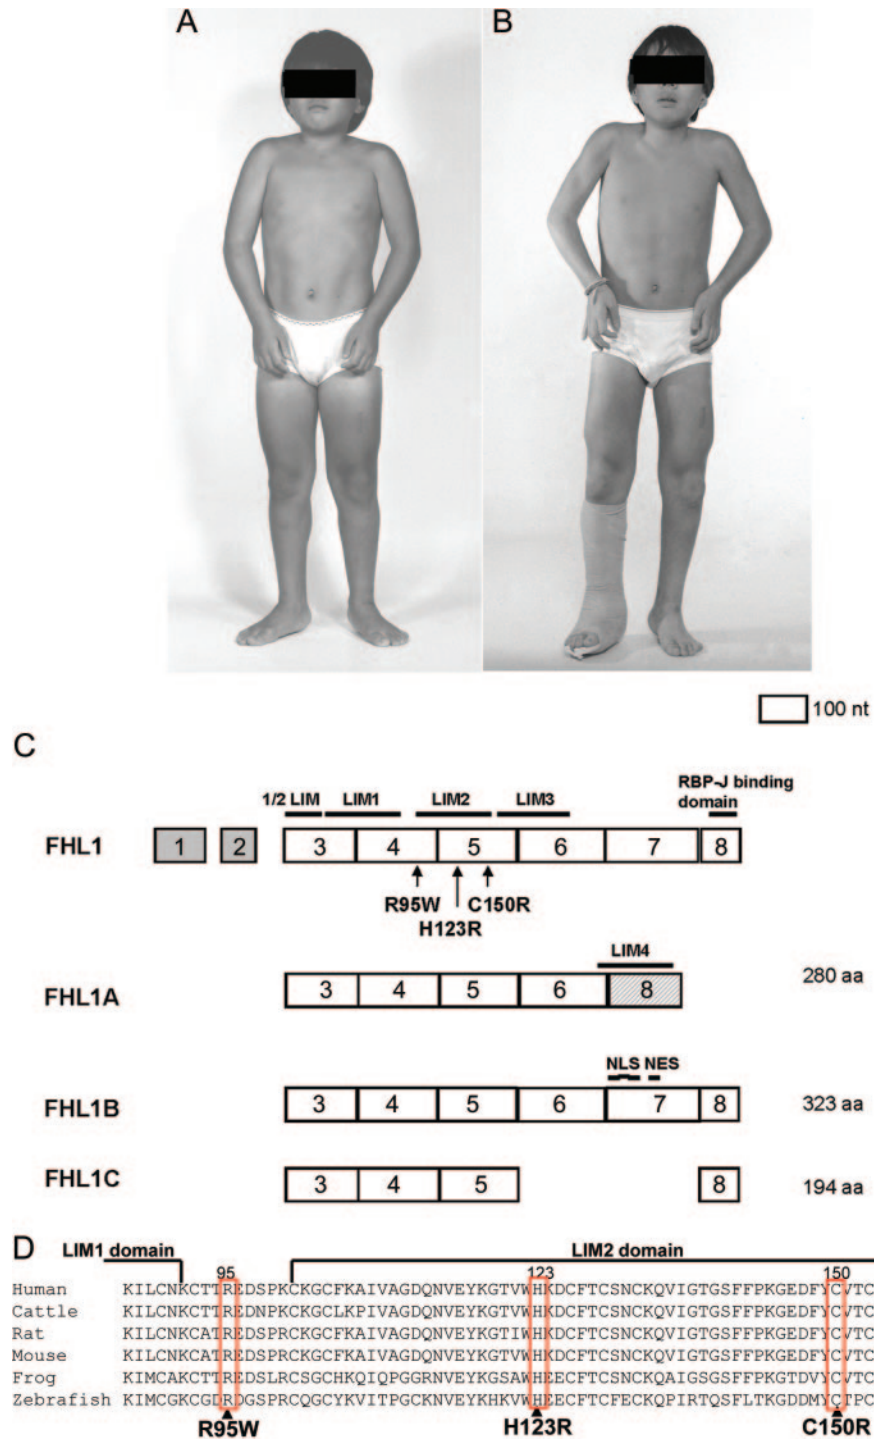 A B
100 nt
C
RBP-J binding
domain
1/2 LIM LIM1 LIM2 LIM3
FHL1 1 2 3 4 5 6 7 8
R95W C150R
H123R
LIM4
280 aa
FHL1A 3 4 5 6 8
NLS NES
FHL1B 3 4 5 6 7 8 323 aa
FHL1C 3 4 5 8 194 aa
D LIM1 domain LIM2 domain
95 123 150
Human KILCNKCTTREDSPKCKGCFKAIVAGDQNVEYKGTVWHKDCFTCSNCKQVIGTGSFFPKGEDFYCVTC
Cattle KILCNKCTTREDNPKCKGCLKPIVAGDQNVEYKGTVWHKDCFTCSNCKQVIGTGSFFPKGEDFYCVTC
Rat KILCNKCATREDSPRCKGCFKAIVAGDQNVEYKGTIWHKDCFTCSNCKQVIGTGSFFPKGEDFYCVTC
Mouse KILCNKCATREDSPRCKGCFKAIVAGDQNVEYKGTVWHKDCFTCSNCKQVIGTGSFFPKGEDFYCVTC
Frog KIMCAKCTTREDSLRCSGCHKQIQPGGRNVEYKGSAWHEECFTCSNCKQAIGSGSFFPKGTDVYCVTC
Zebrafish KIMCGKCGDRDGSPRCQGCYKVITPGCKNVEYKHKVWHEECFTCFECKQPIRTQSFLTKGDDMYCTPC
R95W H123R C150R